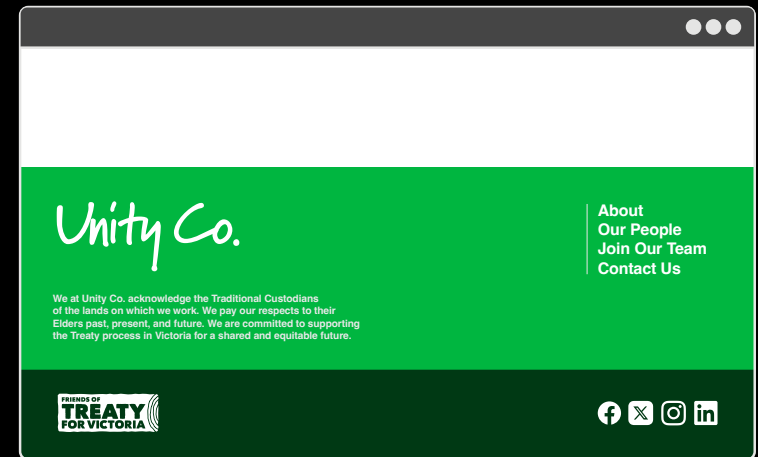 Unity Co.
We at Unity Co. acknowledge the Traditional Custodians
of the lands on which we work. We pay our respects to their
Elders past, present, and future. We are committed to supporting
the Treaty process in Victoria for a shared and equitable future.
About
Our People
Join Our Team
Contact Us
FRIENDS OF
TREATY
FOR VICTORIA
f
X
in